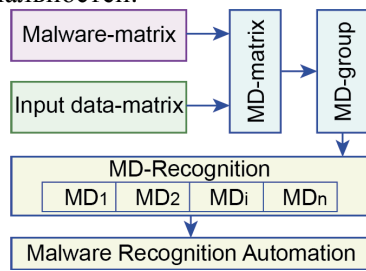 Malware-matrix
Input data-matrix
MD-matrix
MD-group
MD-Recognition
MD1 MD2 MDi MDn
Malware Recognition Automation